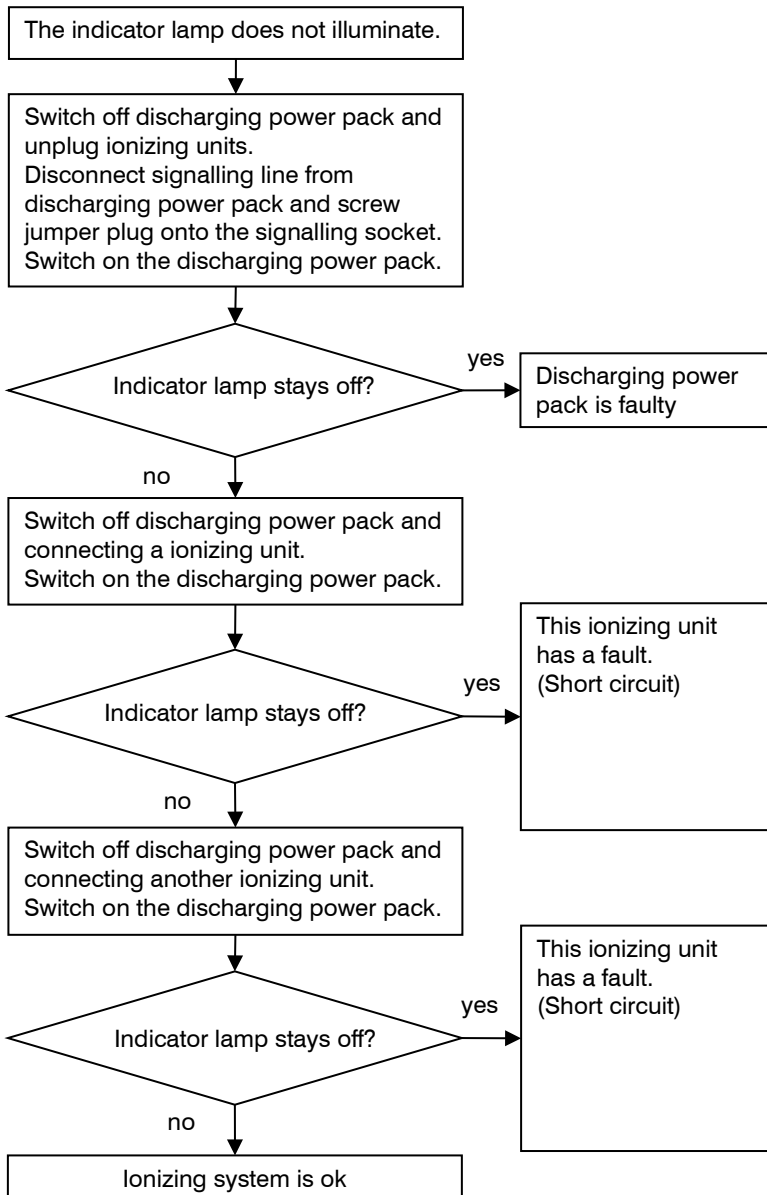 The indicator lamp does not illuminate.
Switch off discharging power pack and
unplug ionizing units.
Disconnect signalling line from
discharging power pack and screw
jumper plug onto the signalling socket.
Switch on the discharging power pack.
Indicator lamp stays off?
yes
Discharging power
pack is faulty
no
Switch off discharging power pack and
connecting a ionizing unit.
Switch on the discharging power pack.
Indicator lamp stays off?
yes
This ionizing unit
has a fault.
(Short circuit)
no
Switch off discharging power pack and
connecting another ionizing unit.
Switch on the discharging power pack.
Indicator lamp stays off?
yes
This ionizing unit
has a fault.
(Short circuit)
no
Ionizing system is ok